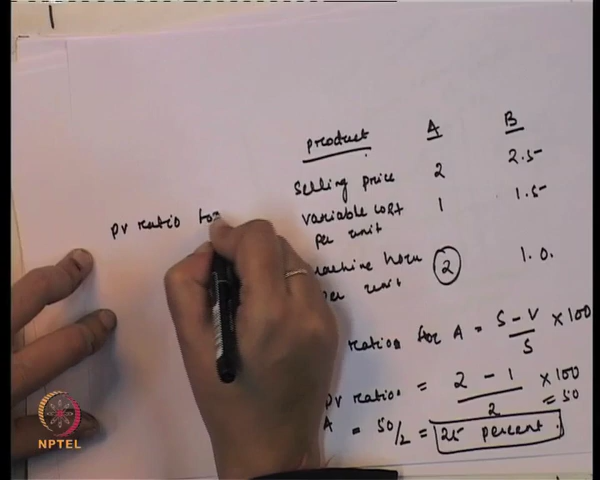 product A B
selling price 2 2.5
variable cost 1 1.5
per unit
machine hour 2 1.0.
per unit
pv ratio for
ration for A = S - V / S × 100
pv ratio = 2 - 1 / 2 × 100 = 50
A = 50/2 = 25 percent.
NPTEL